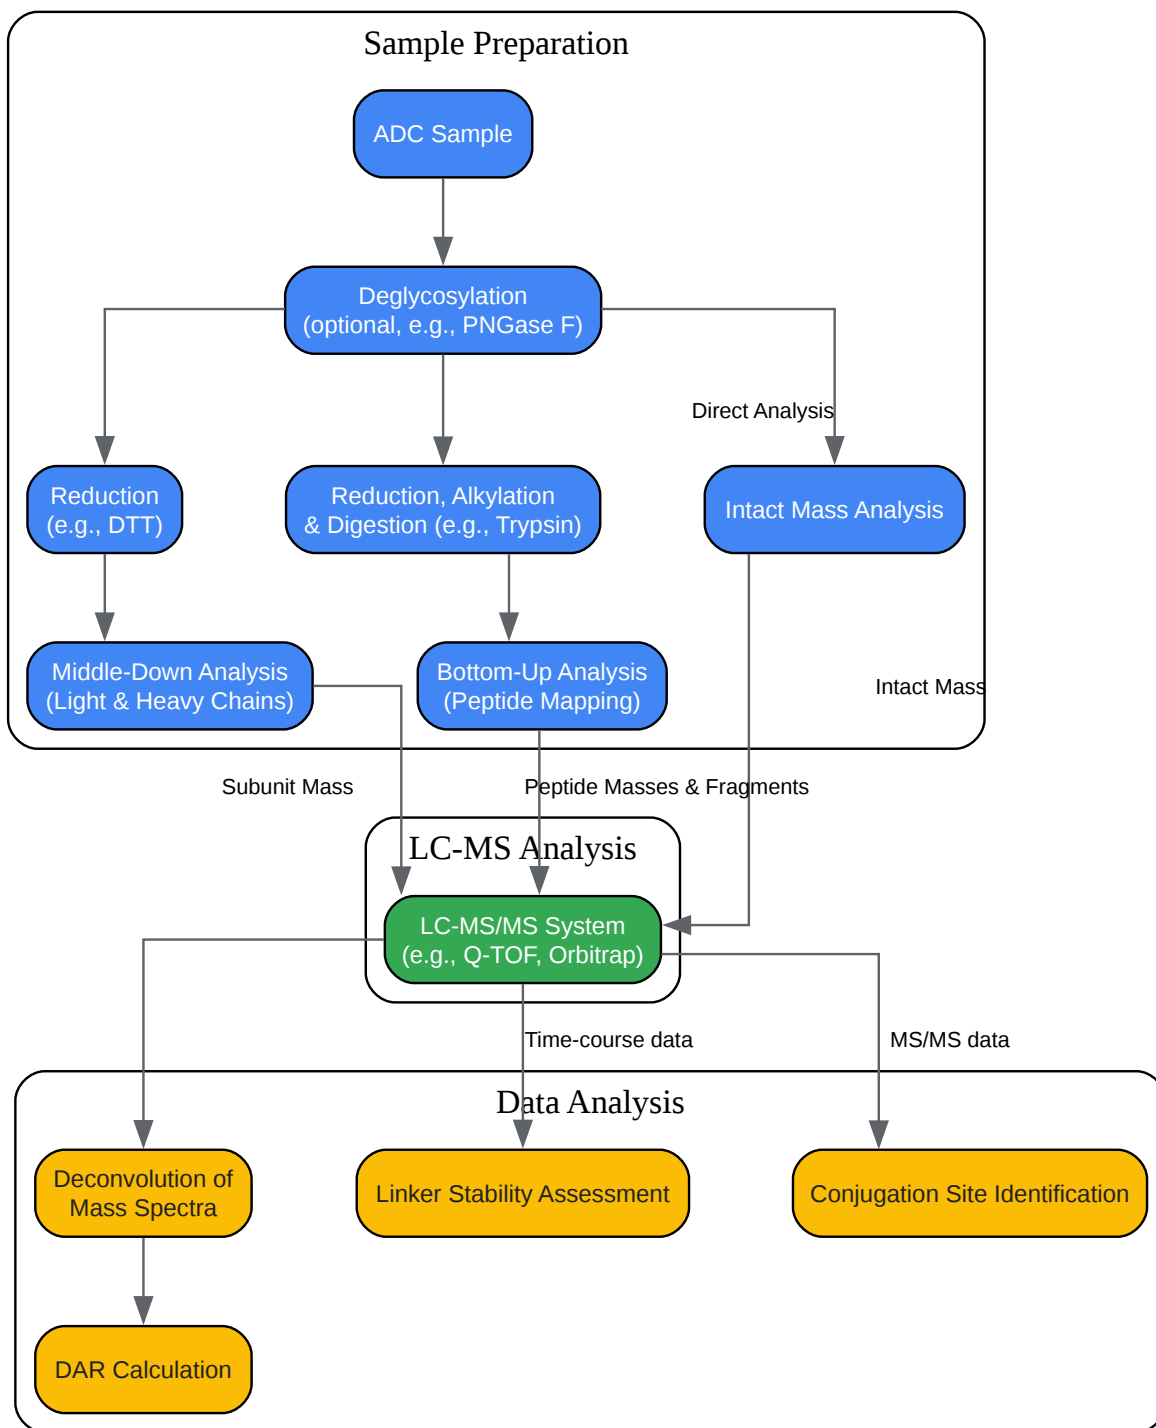 Sample Preparation
ADC Sample
Deglycosylation
(optional, e.g., PNGase F)
Direct Analysis
Reduction
(e.g., DTT)
Reduction, Alkylation
& Digestion (e.g., Trypsin)
Intact Mass Analysis
Middle-Down Analysis
(Light & Heavy Chains)
Bottom-Up Analysis
(Peptide Mapping)
Intact Mass
Subunit Mass
Peptide Masses & Fragments
LC-MS Analysis
LC-MS/MS System
(e.g., Q-TOF, Orbitrap)
Time-course data
MS/MS data
Data Analysis
Deconvolution of
Mass Spectra
Linker Stability Assessment
Conjugation Site Identification
DAR Calculation